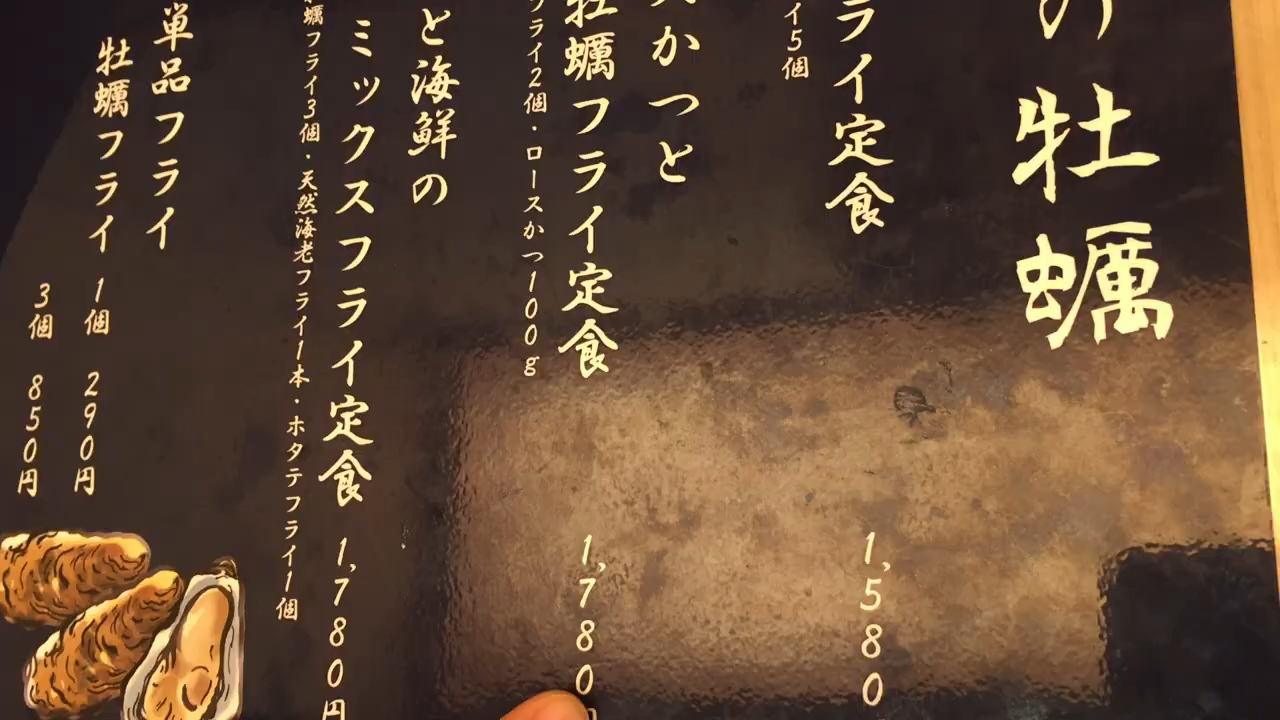 の牡蠣
ライ定食 1,580
イ5個
かつと
牡蠣フライ定食 1,780
フライ2個・ロースかつ100g
と海鮮の
ミックスフライ定食 1,780円
蠣フライ3個・天然海老フライ1本・ホタテフライ1個
単品フライ
牡蠣フライ 1個 290円
3個 850円